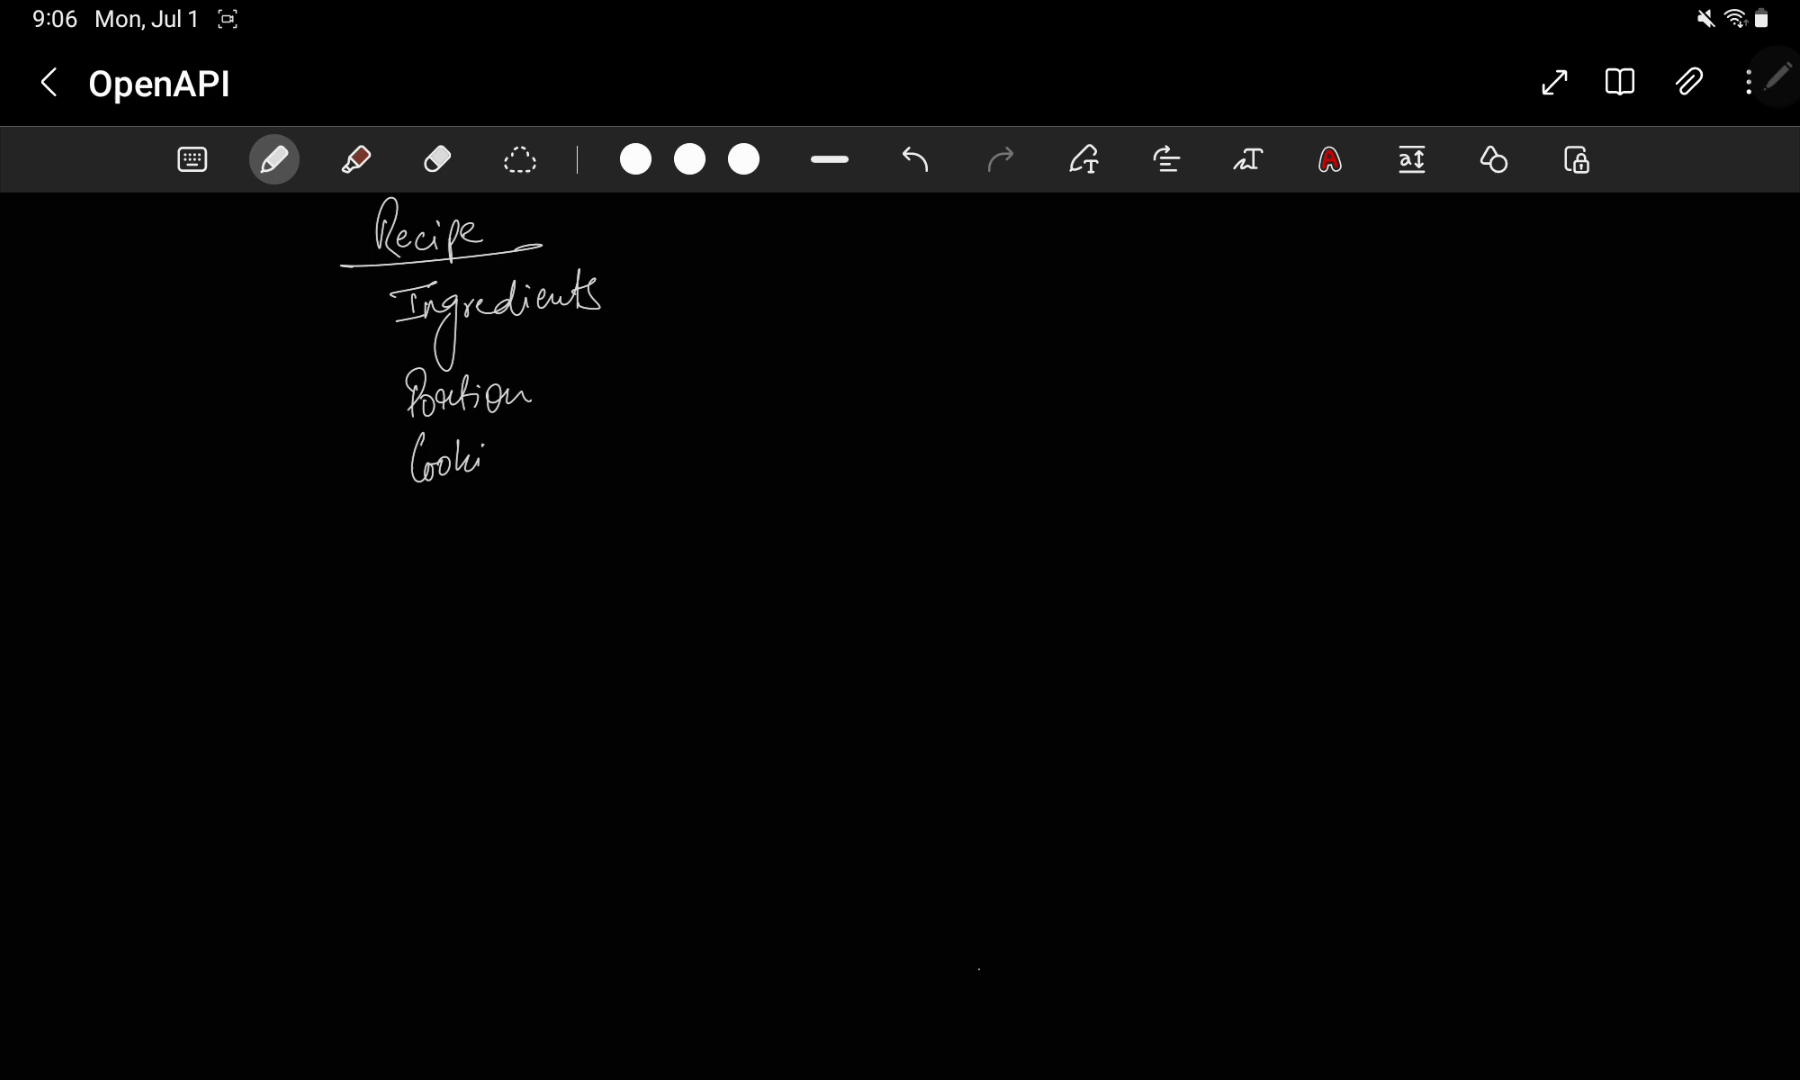 9:06 Mon, Jul 1
OpenAPI
Recipe
Ingredients
Portion
Cooki